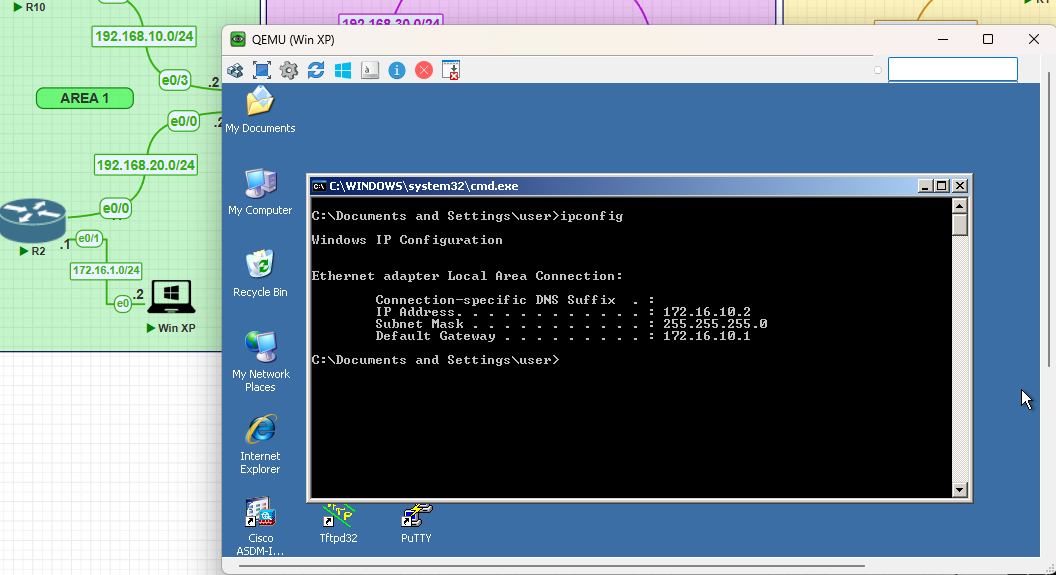 R10
192.168.10.0/24
e0/3
.2
AREA 1
e0/0
192.168.20.0/24
e0/0
R2
.1
e0/1
172.16.1.0/24
e0
.2
Win XP
192.168.30.0/24
QEMU (Win XP)
My Documents
My Computer
Recycle Bin
My Network
Places
Internet
Explorer
Cisco
ASDM-I...
Tftpd32
PuTTY
C:\WINDOWS\system32\cmd.exe
C:\Documents and Settings\user>ipconfig
Windows IP Configuration
Ethernet adapter Local Area Connection:
Connection-specific DNS Suffix  . :
IP Address. . . . . . . . . . . . : 172.16.10.2
Subnet Mask . . . . . . . . . . . : 255.255.255.0
Default Gateway . . . . . . . . . : 172.16.10.1
C:\Documents and Settings\user>